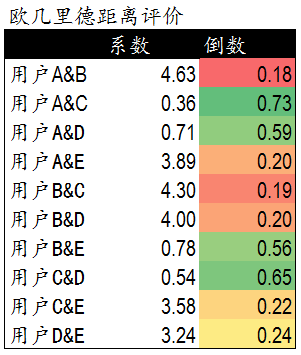 欧几里德距离评价
系数 倒数
用户A&B 4.63 0.18
用户A&C 0.36 0.73
用户A&D 0.71 0.59
用户A&E 3.89 0.20
用户B&C 4.30 0.19
用户B&D 4.00 0.20
用户B&E 0.78 0.56
用户C&D 0.54 0.65
用户C&E 3.58 0.22
用户D&E 3.24 0.24